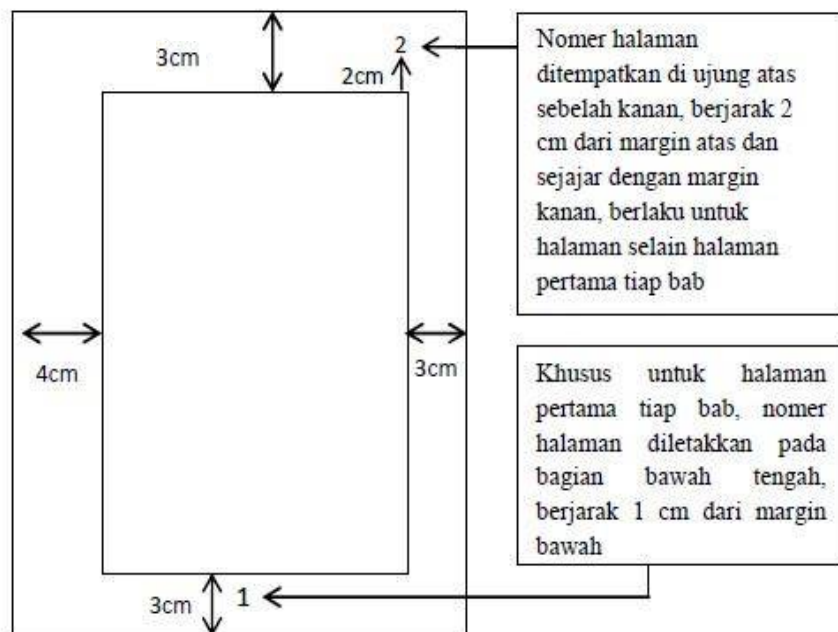 3cm
2
2cm
Nomer halaman
ditempatkan di ujung atas
sebelah kanan, berjarak 2
cm dari margin atas dan
sejajar dengan margin
kanan, berlaku untuk
halaman selain halaman
pertama tiap bab
4cm
3cm
Khusus untuk halaman
pertama tiap bab, nomer
halaman diletakkan pada
bagian bawah tengah,
berjarak 1 cm dari margin
bawah
3cm
1